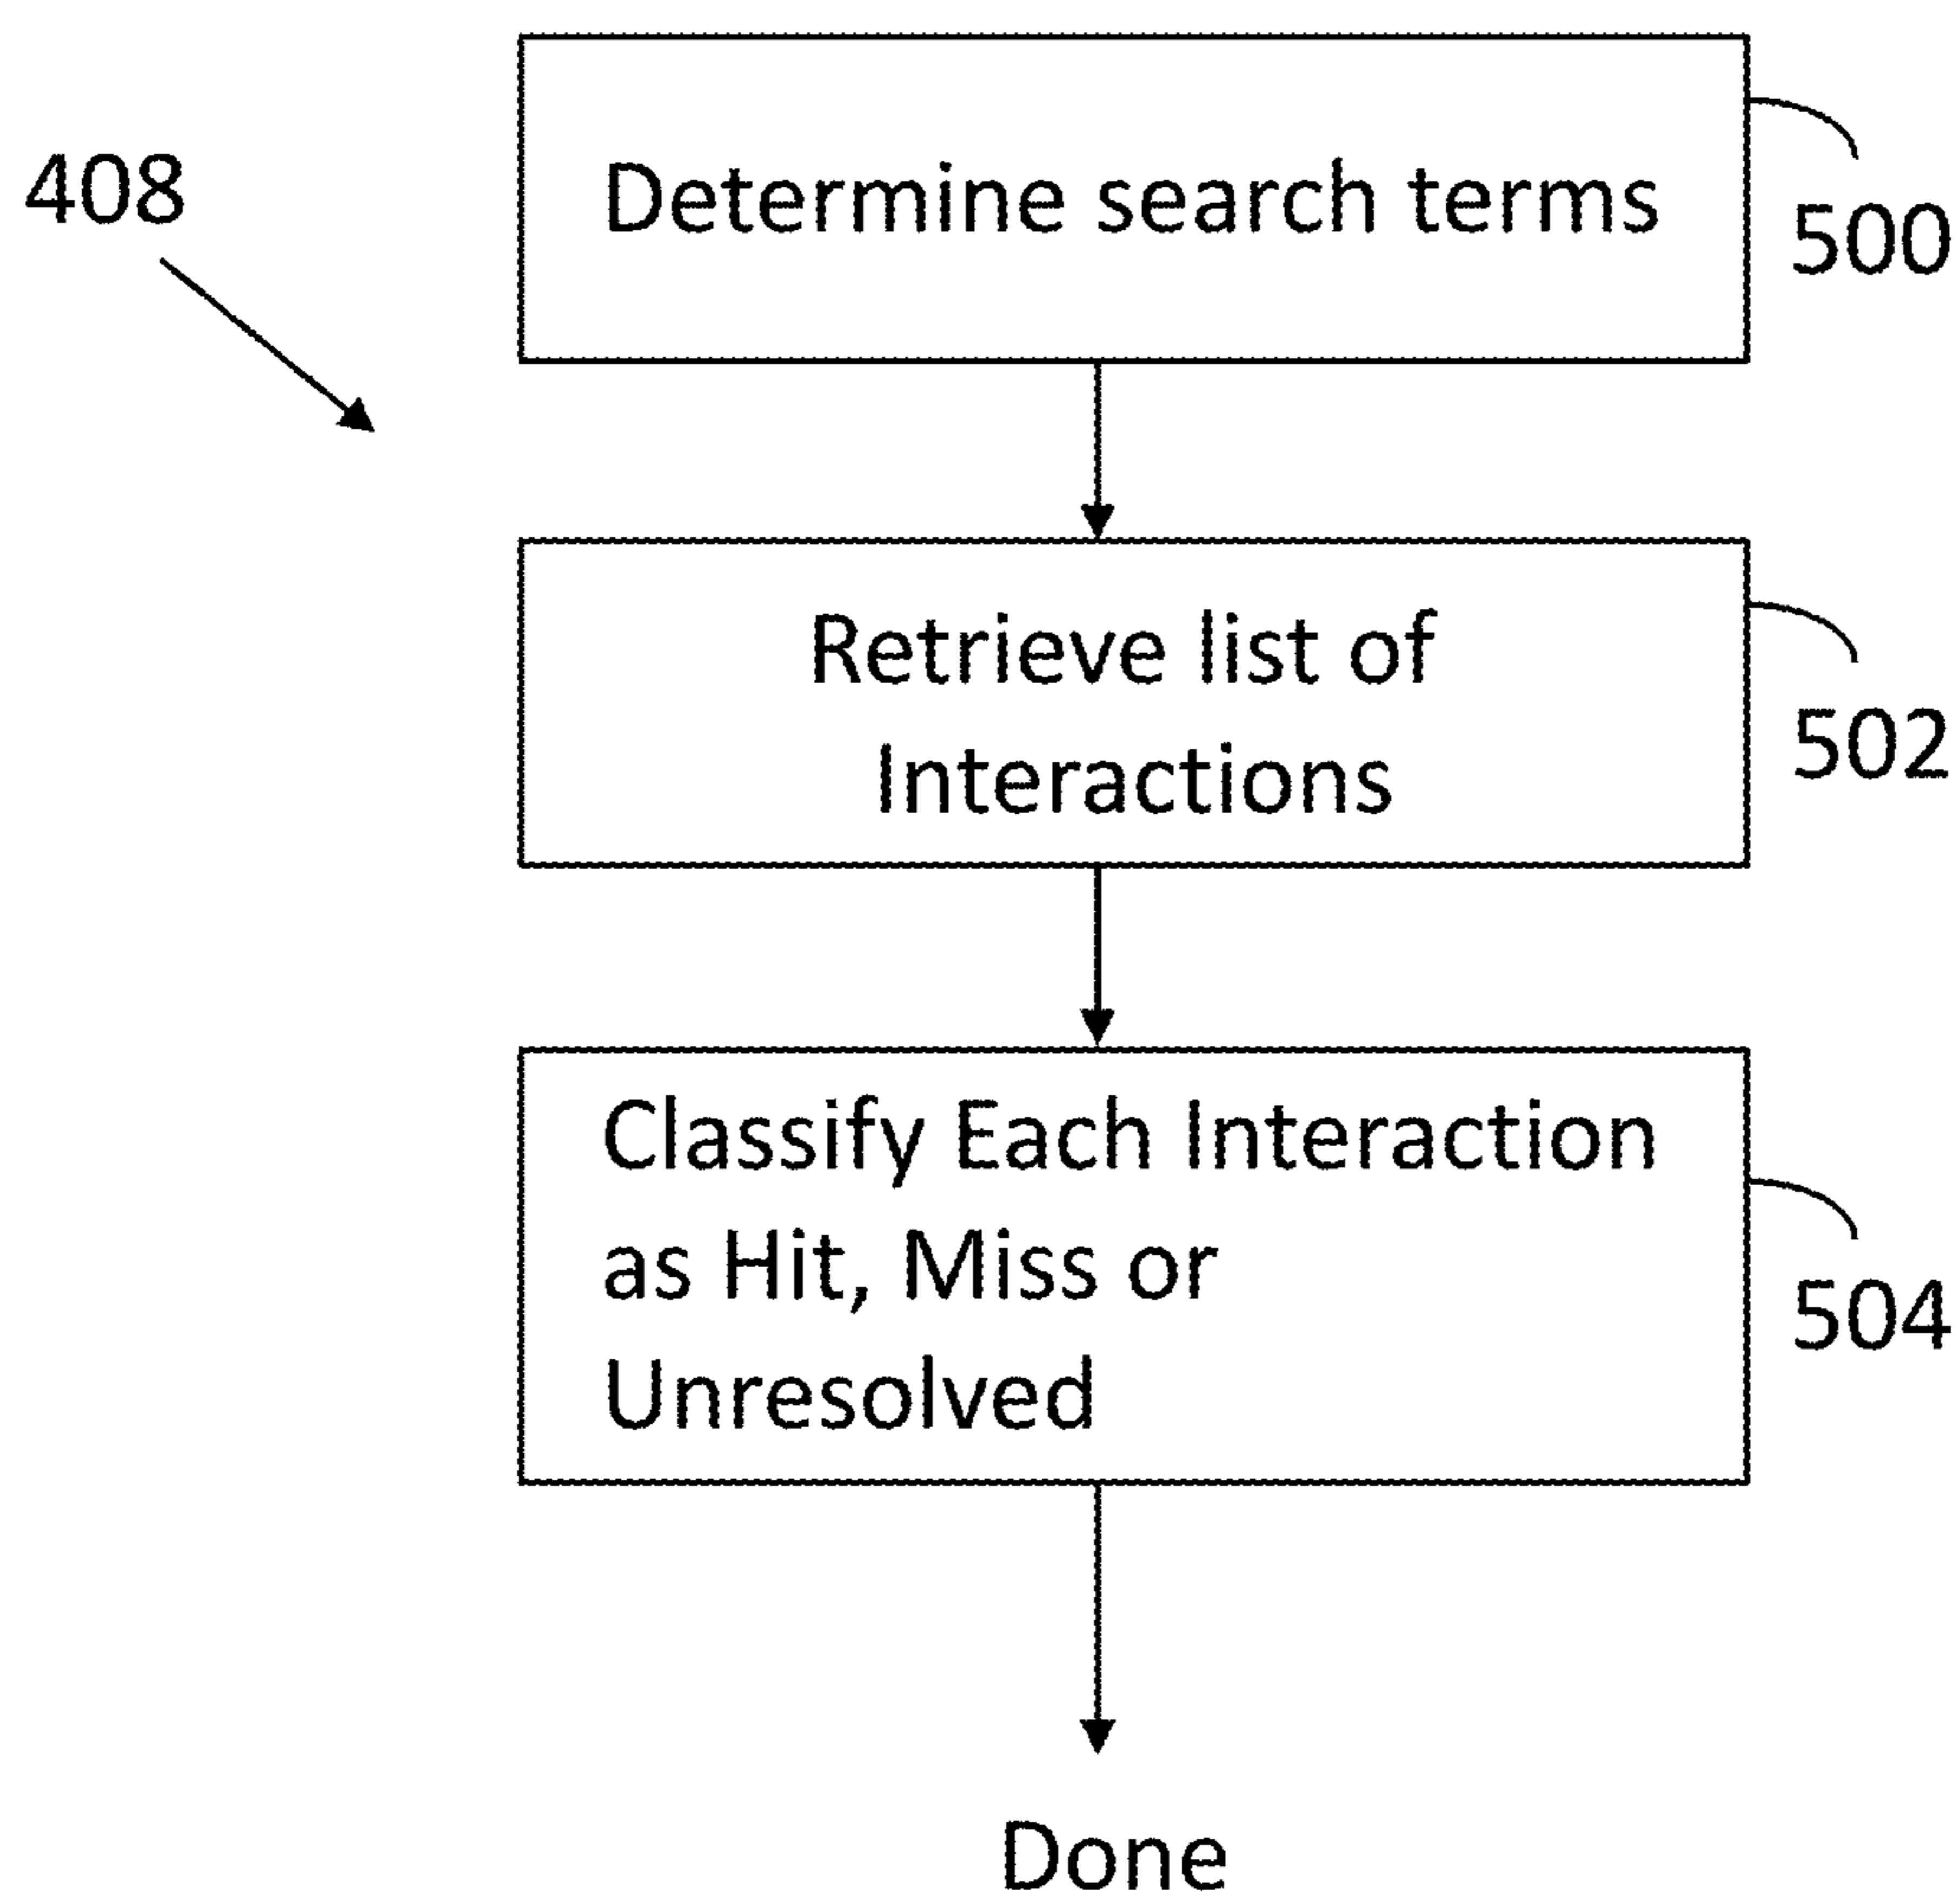 408
Determine search terms
500
Retrieve list of
Interactions
502
Classify Each Interaction
as Hit, Miss or
Unresolved
504
Done